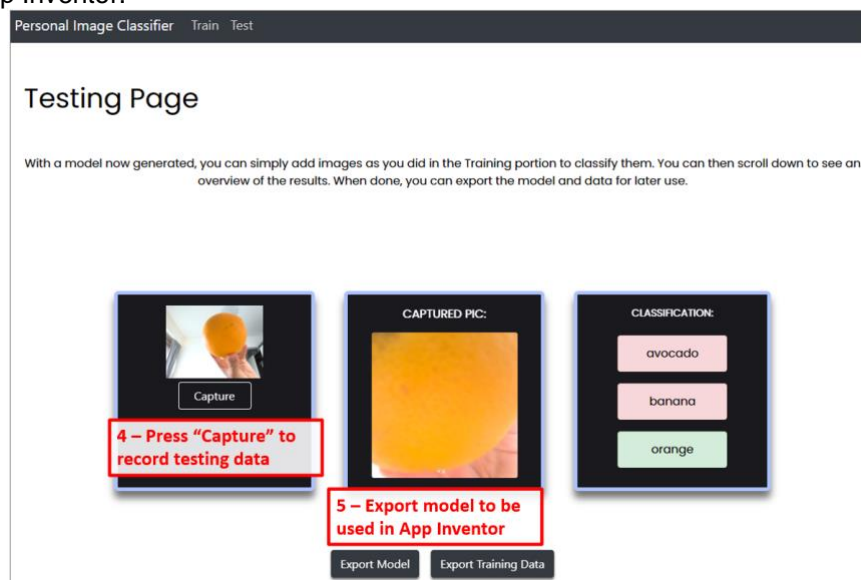 p Inventor.
Personal Image Classifier Train Test
Testing Page
With a model now generated, you can simply add images as you did in the Training portion to classify them. You can then scroll down to see an
overview of the results. When done, you can export the model and data for later use.
Capture
4 – Press “Capture” to
record testing data
CAPTURED PIC:
5 – Export model to be
used in App Inventor
CLASSIFICATION:
avocado
banana
orange
Export Model Export Training Data